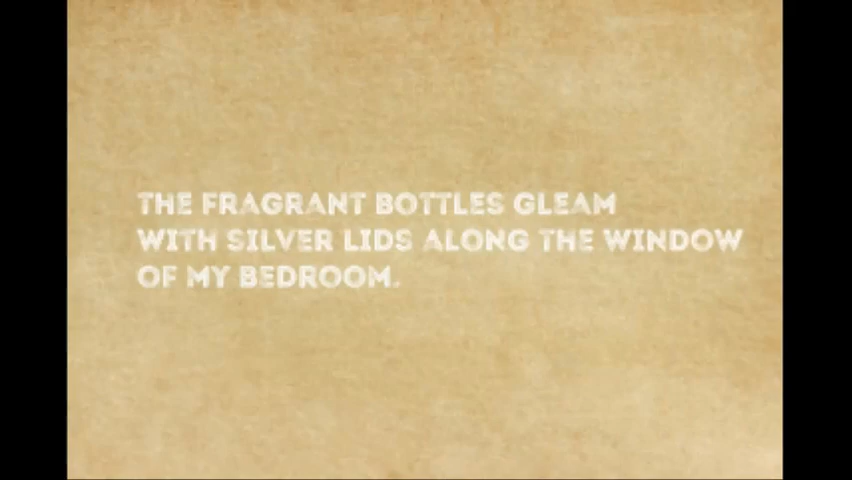 THE FRAGRANT BOTTLES GLEAM
WITH SILVER LIDS ALONG THE WINDOW
OF MY BEDROOM.